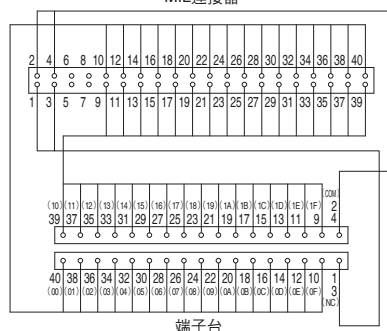 MIL连接器
2 4 6 8 10 12 14 16 18 20 22 24 26 28 30 32 34 36 38 40
1 3 5 7 9 11 13 15 17 19 21 23 25 27 29 31 33 35 37 39
(10) (11) (12) (13) (14) (15) (16) (17) (18) (19) (1A) (1B) (1C) (1D) (1E) (1F) (COM)
39 37 35 33 31 29 27 25 23 21 19 17 15 13 11 9 2
4
40 38 36 34 32 30 28 26 24 22 20 18 16 14 12 10 1
(00) (01) (02) (03) (04) (05) (06) (07) (08) (09) (0A) (0B) (0C) (0D) (0E) (0F) 3
(NC)
端子台